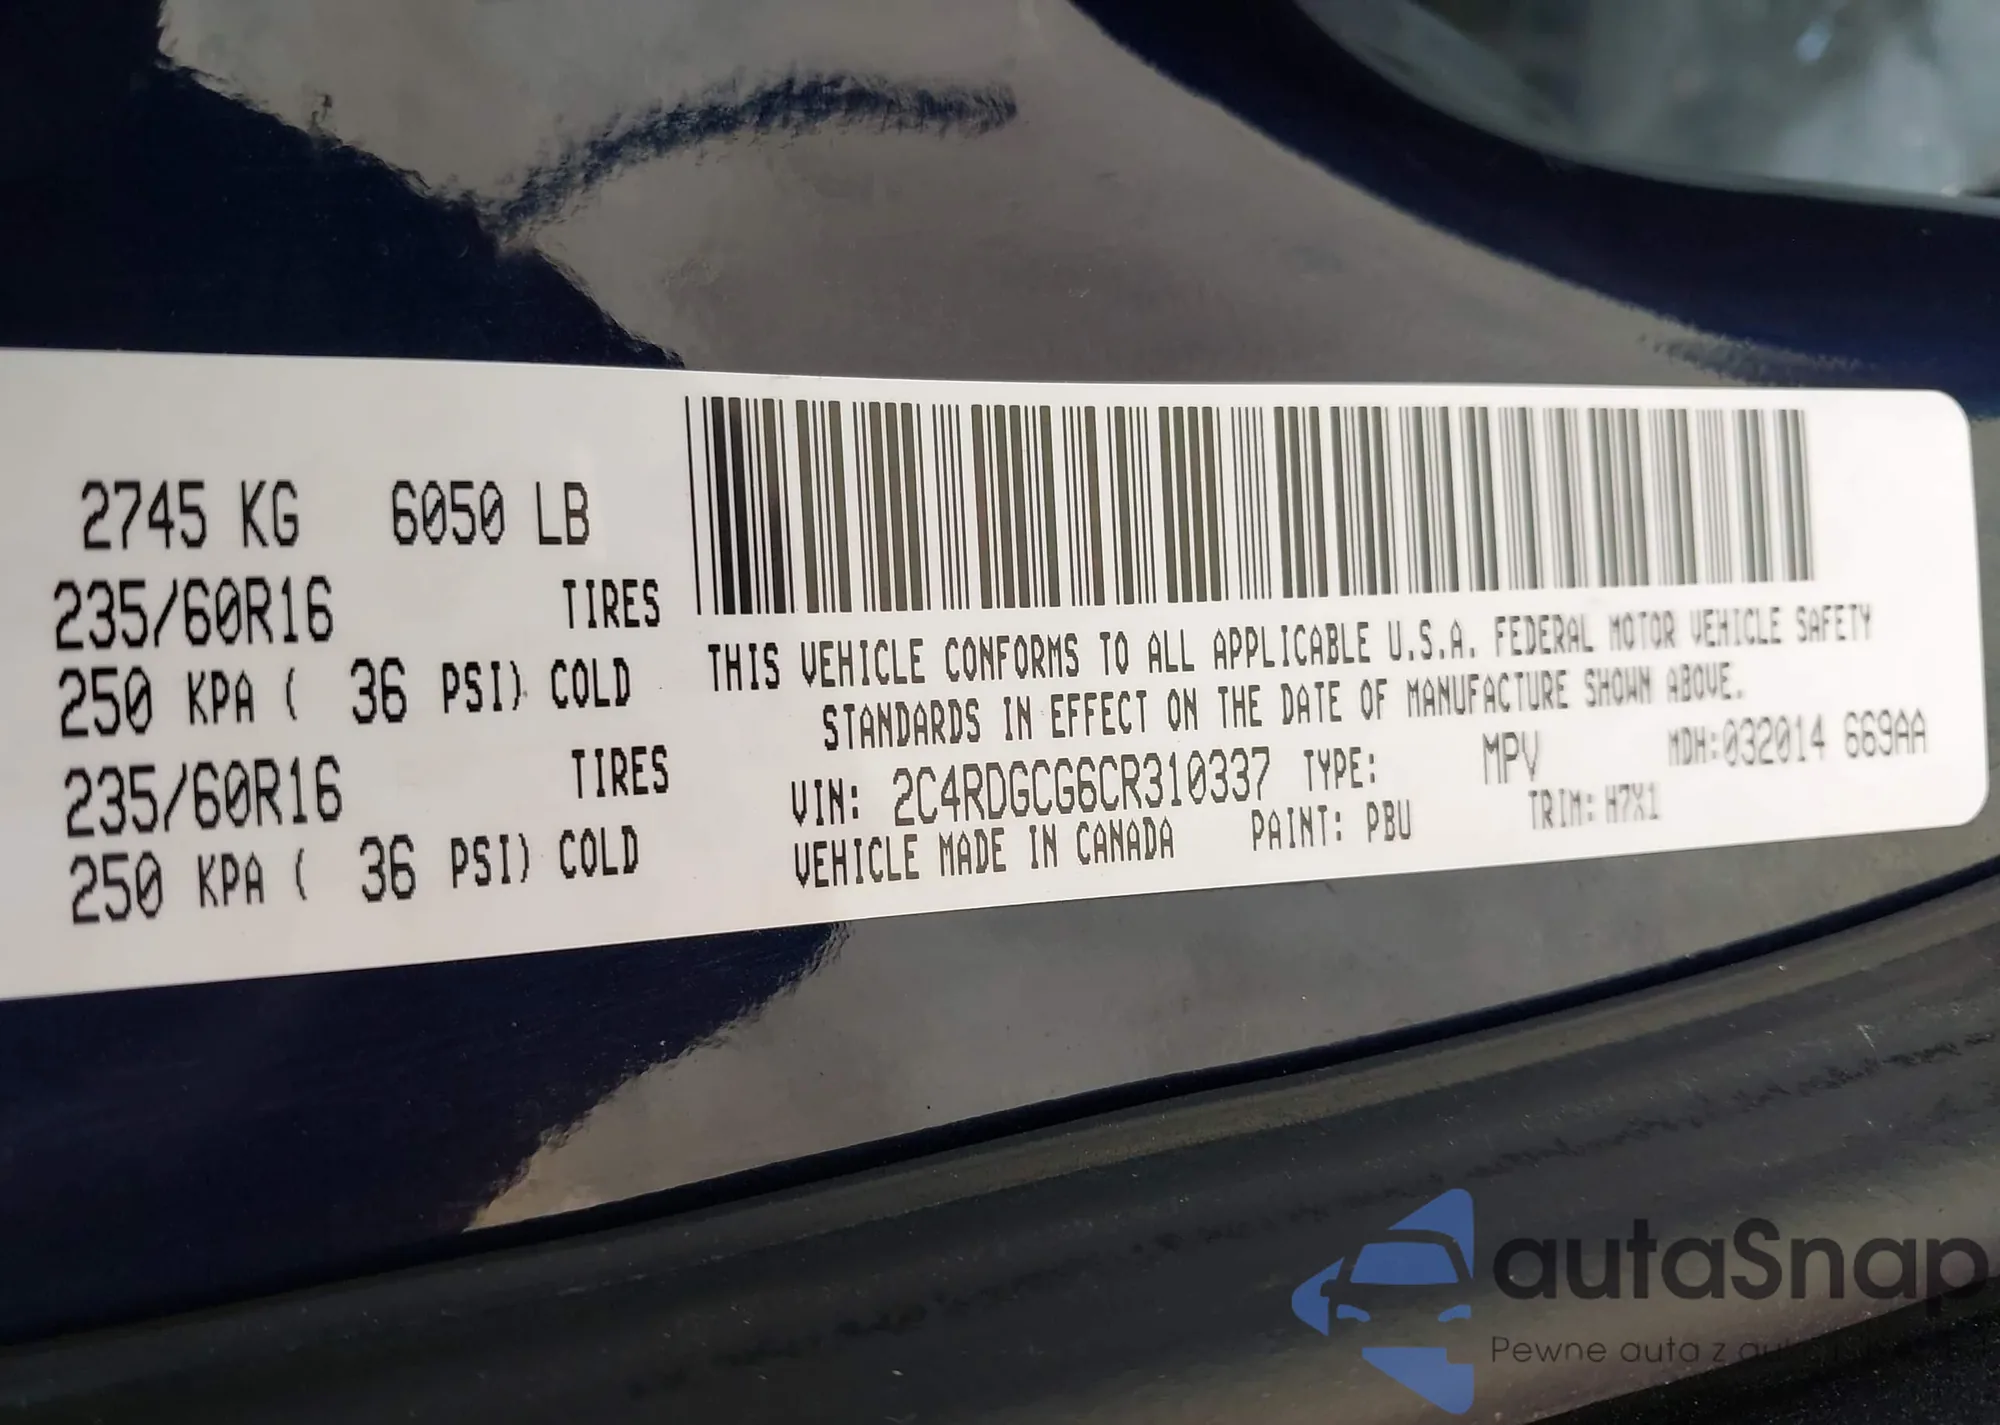 2745 KG 6050 LB
235/60R16 TIRES
250 KPA ( 36 PSI) COLD
235/60R16 TIRES
250 KPA ( 36 PSI) COLD
THIS VEHICLE CONFORMS TO ALL APPLICABLE U.S.A. FEDERAL MOTOR VEHICLE SAFETY
STANDARDS IN EFFECT ON THE DATE OF MANUFACTURE SHOWN ABOVE.
VIN: 2C4RDGCG6CR310337 TYPE: MPV MDH:032014 669AA
VEHICLE MADE IN CANADA PAINT: PBU TRIM: H7X1
autaSnap
Pewne auta z